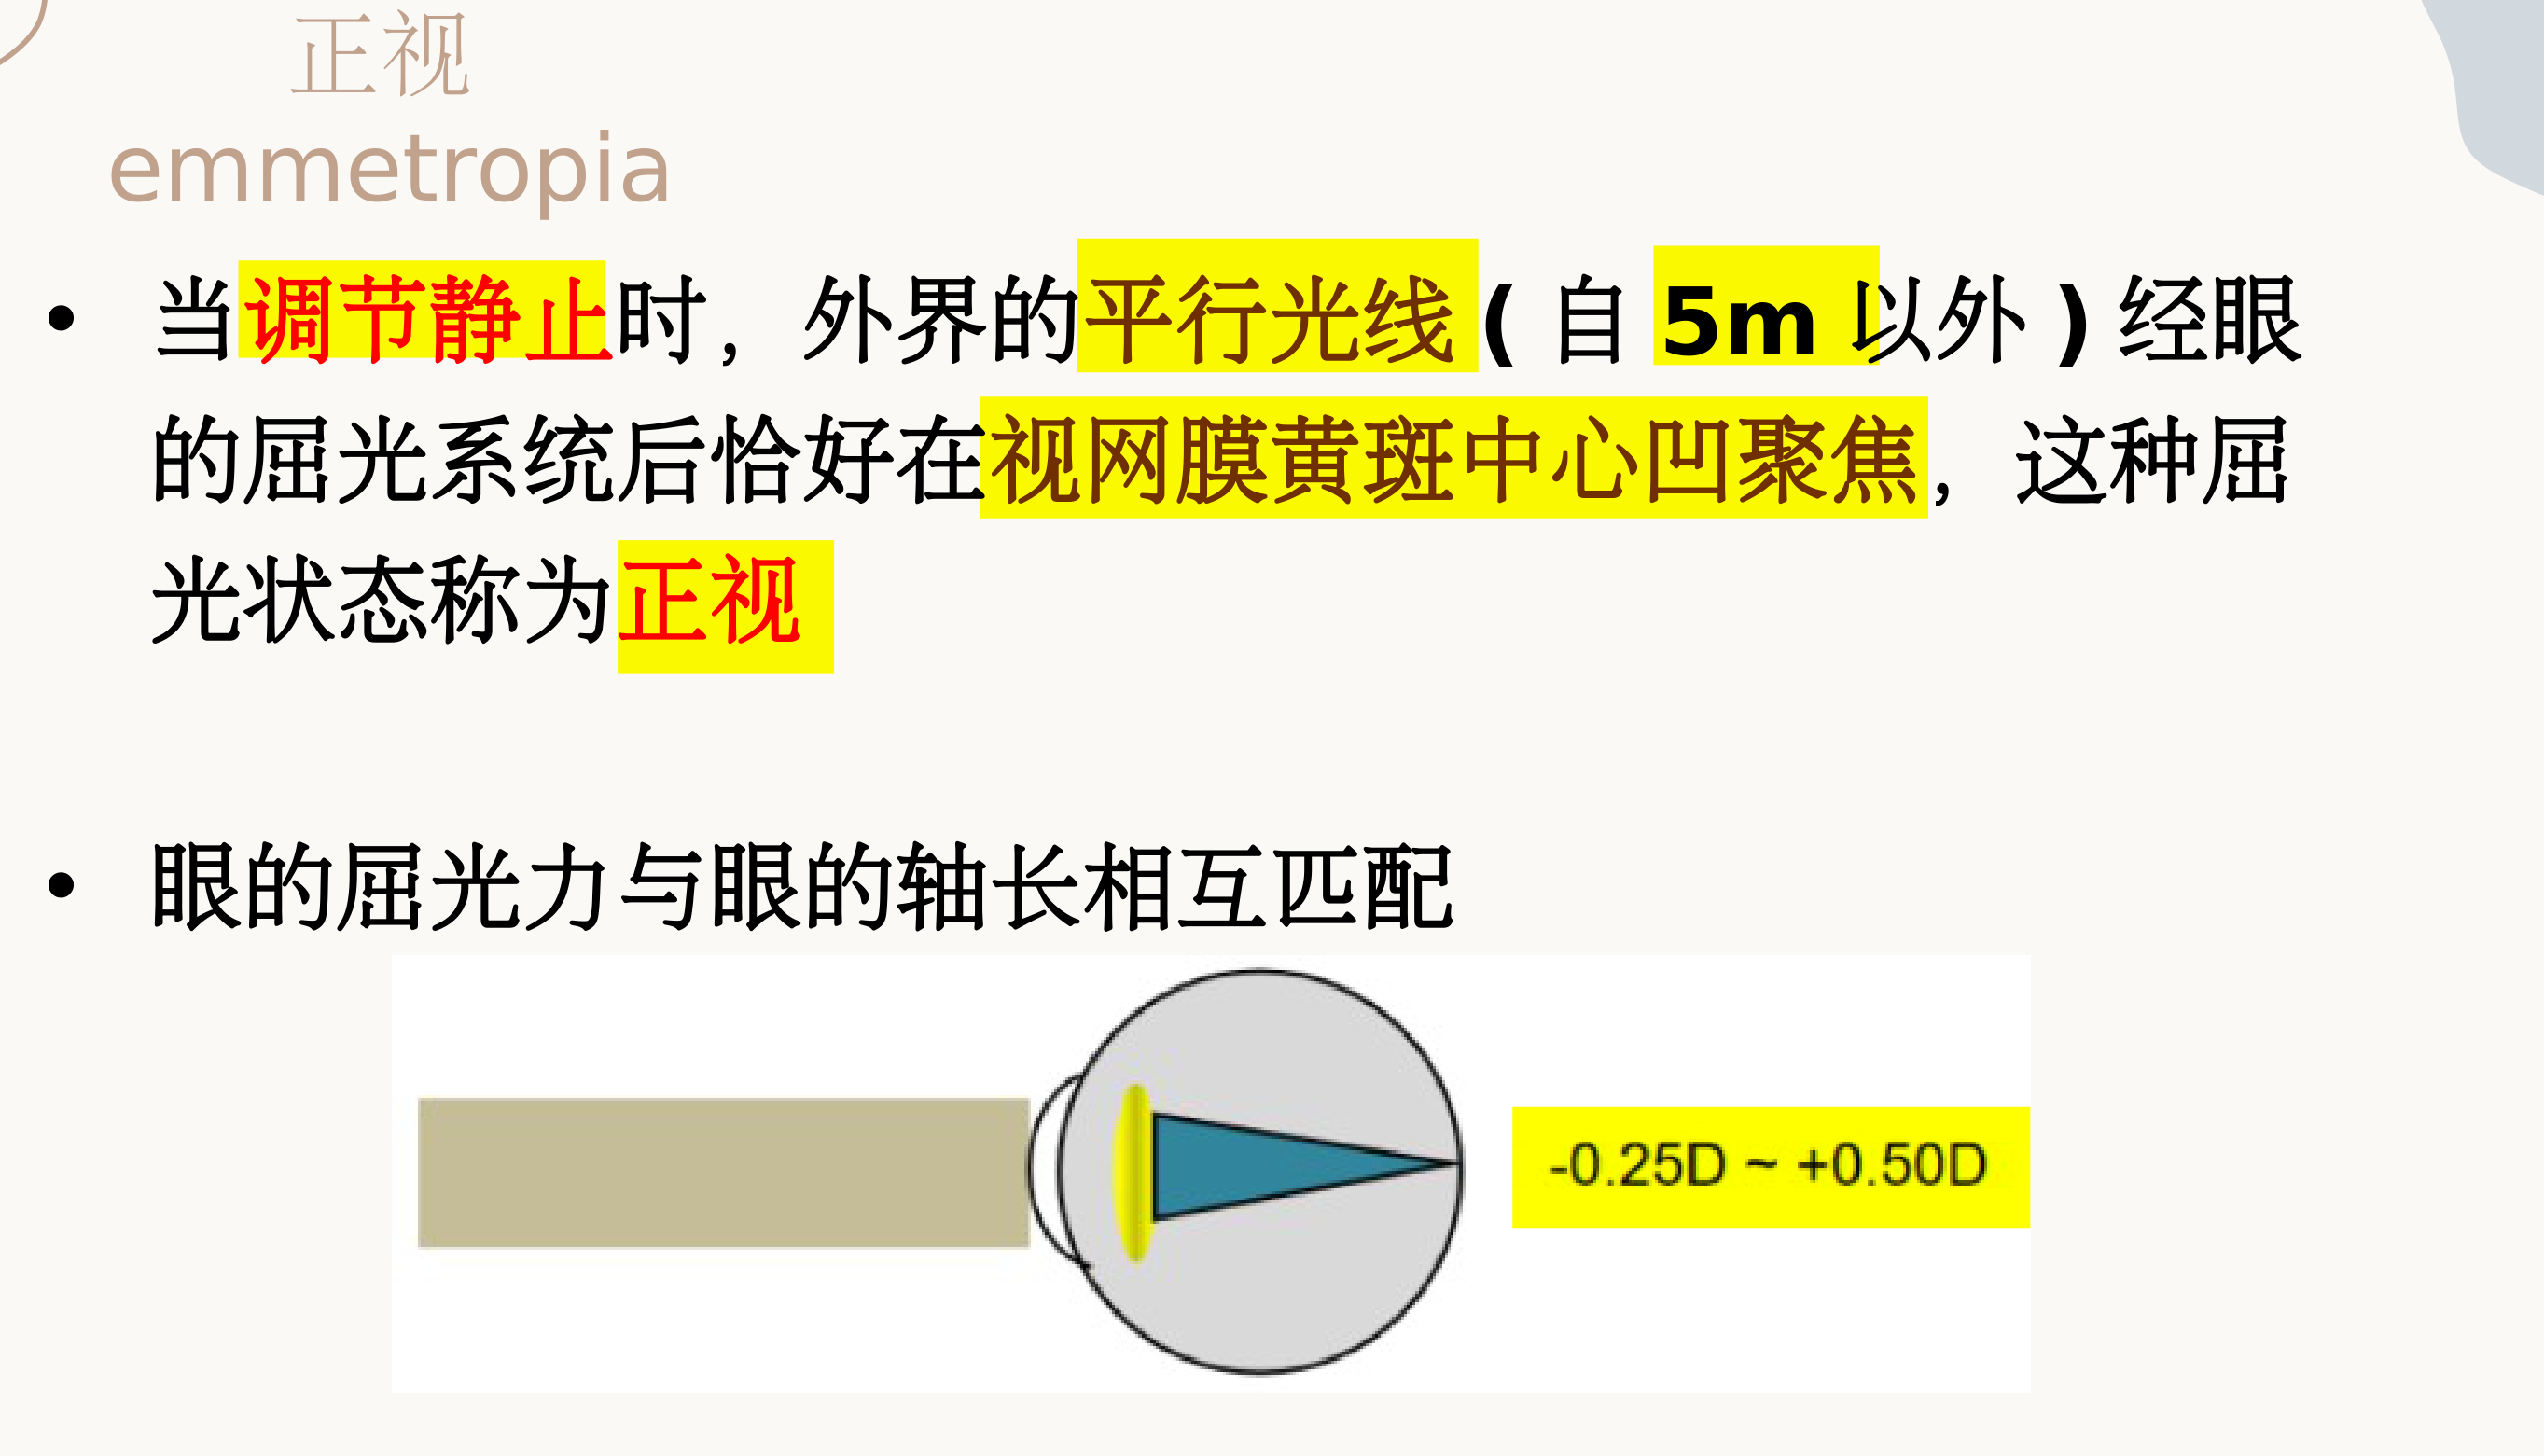 正视
emmetropia
• 当调节静止时，外界的平行光线 ( 自 5m 以外 ) 经眼
的屈光系统后恰好在视网膜黄斑中心凹聚焦，这种屈
光状态称为正视
• 眼的屈光力与眼的轴长相互匹配
-0.25D ~ +0.50D